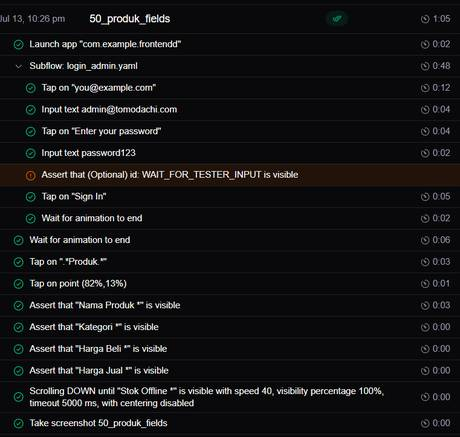 Jul 13, 10:26 pm 50_produk_fields 1:05
Launch app "com.example.frontendd" 0:02
Subflow: login_admin.yaml 0:48
Tap on "you@example.com" 0:12
Input text admin@tomodachi.com 0:04
Tap on "Enter your password" 0:04
Input text password123 0:02
Assert that (Optional) id: WAIT_FOR_TESTER_INPUT is visible
Tap on "Sign In" 0:05
Wait for animation to end 0:02
Wait for animation to end 0:06
Tap on ".*Produk.*" 0:03
Tap on point (82%,13%) 0:01
Assert that "Nama Produk *" is visible 0:03
Assert that "Kategori *" is visible 0:00
Assert that "Harga Beli *" is visible 0:00
Assert that "Harga Jual *" is visible 0:00
Scrolling DOWN until "Stok Offline *" is visible with speed 40, visibility percentage 100%,
timeout 5000 ms, with centering disabled 0:00
Take screenshot 50_produk_fields 0:00